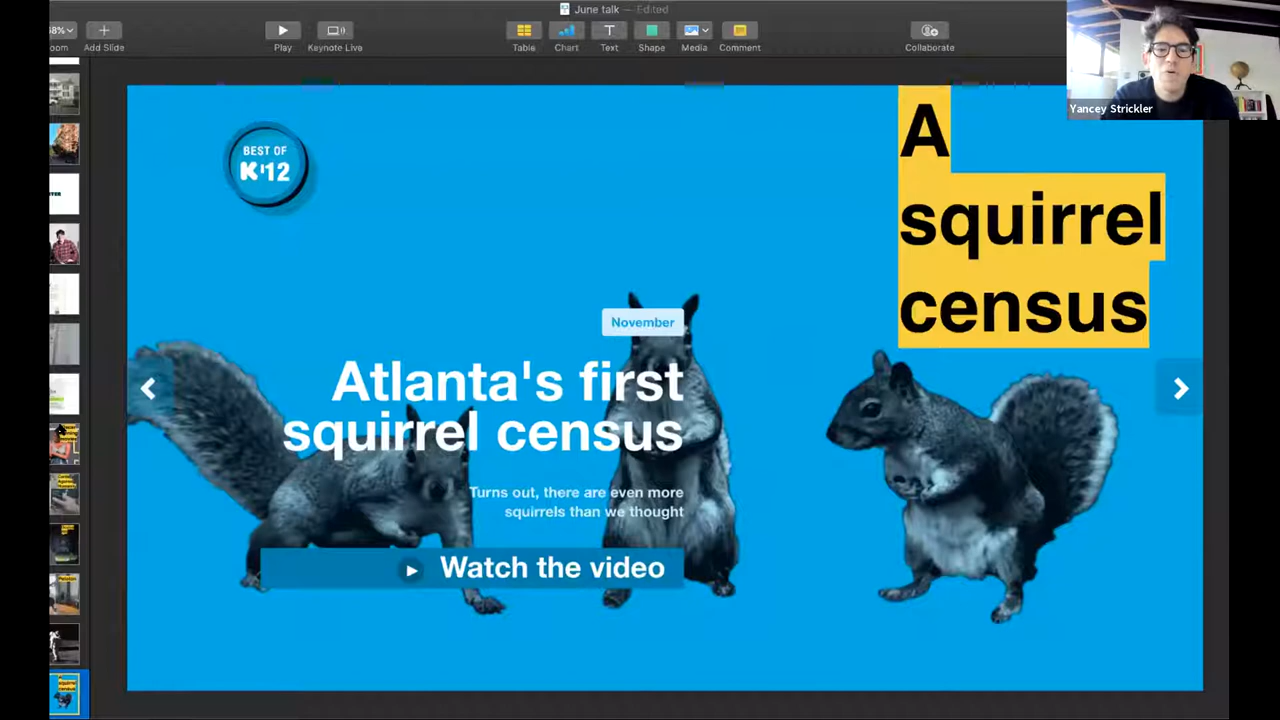 June talk — Edited
Add Slide
Play
Keynote Live
Table
Chart
Text
Shape
Media
Comment
Collaborate
Yancey Strickler
BEST OF
K'12
A
squirrel
census
November
Atlanta's first
squirrel census
Turns out, there are even more
squirrels than we thought
Watch the video